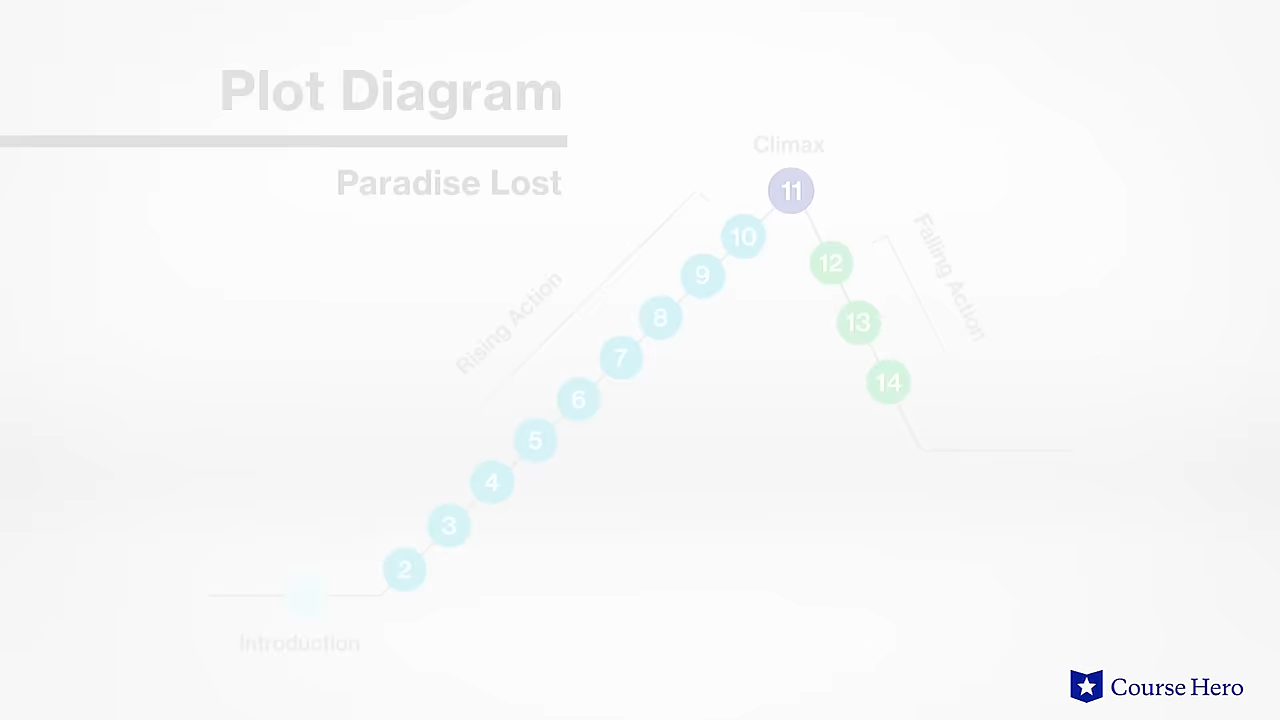 Plot Diagram
Paradise Lost
Climax
11
10
12
Falling Action
9
Rising Action
8
13
7
14
6
5
4
3
2
Introduction
Course Hero